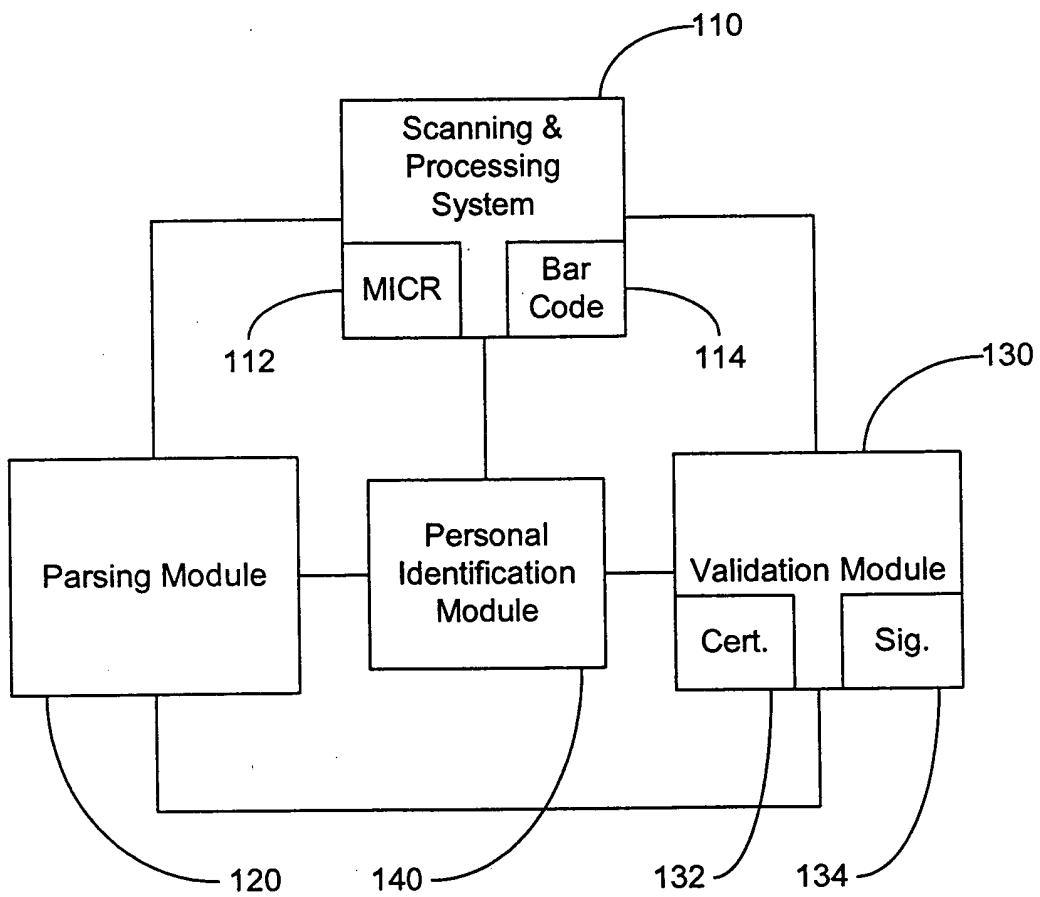 110
Scanning &
Processing
System
MICR
Bar
Code
112
114
130
Parsing Module
Personal
Identification
Module
Validation Module
Cert.
Sig.
120
140
132
134